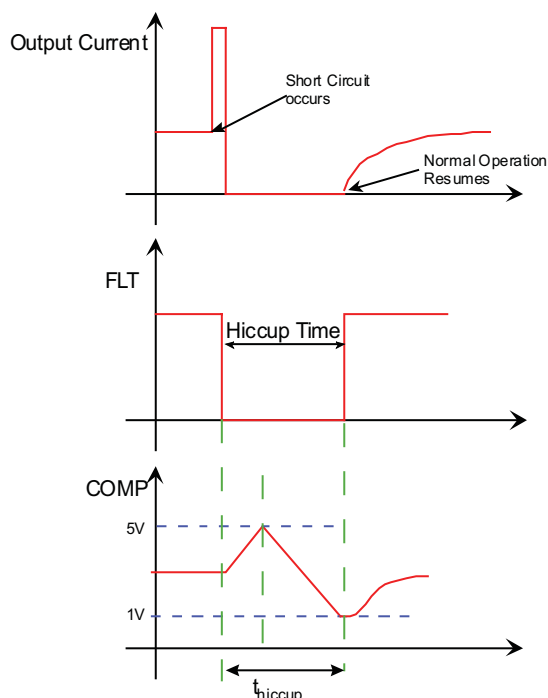 Output Current
Short Circuit
occurs
Normal Operation
Resumes
FLT
Hiccup Time
COMP
5V
1V
thiccup